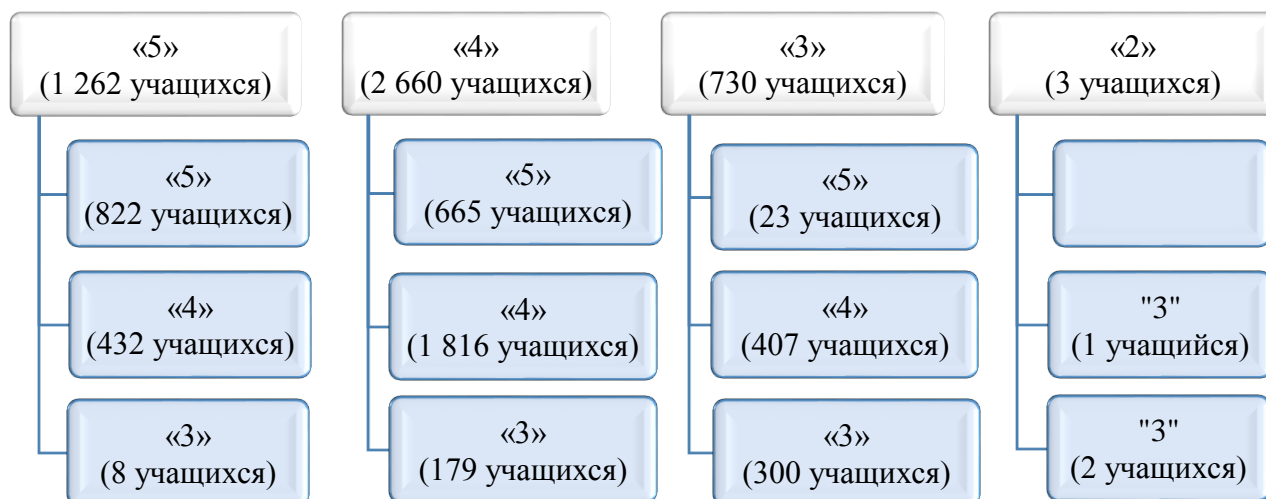 «5»
(1 262 учащихся)
«5»
(822 учащихся)
«4»
(432 учащихся)
«3»
(8 учащихся)
«4»
(2 660 учащихся)
«5»
(665 учащихся)
«4»
(1 816 учащихся)
«3»
(179 учащихся)
«3»
(730 учащихся)
«5»
(23 учащихся)
«4»
(407 учащихся)
«3»
(300 учащихся)
«2»
(3 учащихся)
"3"
(1 учащийся)
"3"
(2 учащихся)